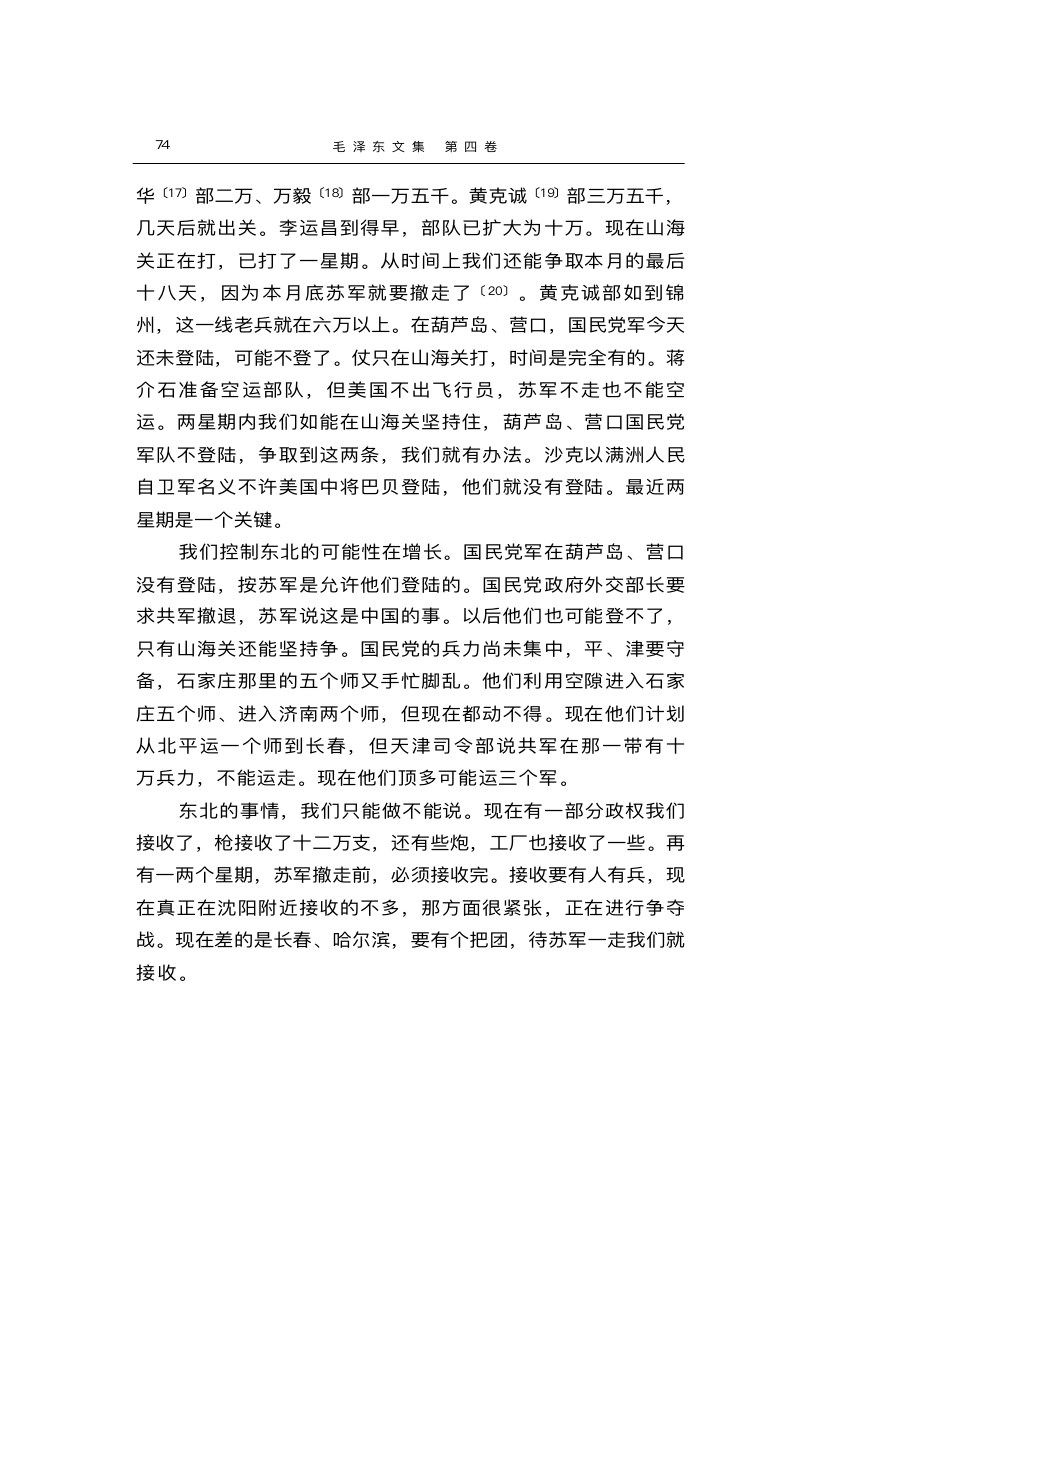 74
毛泽东文集 第四卷
华〔17〕部二万、万毅〔18〕部一万五千。黄克诚〔19〕部三万五千，
几天后就出关。李运昌到得早，部队已扩大为十万。现在山海
关正在打，已打了一星期。从时间上我们还能争取本月的最后
十八天，因为本月底苏军就要撤走了〔20〕。黄克诚部如到锦
州，这一线老兵就在六万以上。在葫芦岛、营口，国民党军今天
还未登陆，可能不登了。仗只在山海关打，时间是完全有的。蒋
介石准备空运部队，但美国不出飞行员，苏军不走也不能空
运。两星期内我们如能在山海关坚持住，葫芦岛、营口国民党
军队不登陆，争取到这两条，我们就有办法。沙克以满洲人民
自卫军名义不许美国中将巴贝登陆，他们就没有登陆。最近两
星期是一个关键。
我们控制东北的可能性在增长。国民党军在葫芦岛、营口
没有登陆，按苏军是允许他们登陆的。国民党政府外交部长要
求共军撤退，苏军说这是中国的事。以后他们也可能登不了，
只有山海关还能坚持争。国民党的兵力尚未集中，平、津要守
备，石家庄那里的五个师又手忙脚乱。他们利用空隙进入石家
庄五个师、进入济南两个师，但现在都动不得。现在他们计划
从北平运一个师到长春，但天津司令部说共军在那一带有十
万兵力，不能运走。现在他们顶多可能运三个军。
东北的事情，我们只能做不能说。现在有一部分政权我们
接收了，枪接收了十二万支，还有些炮，工厂也接收了一些。再
有一两个星期，苏军撤走前，必须接收完。接收要有人有兵，现
在真正在沈阳附近接收的不多，那方面很紧张，正在进行争夺
战。现在差的是长春、哈尔滨，要有个把团，待苏军一走我们就
接收。